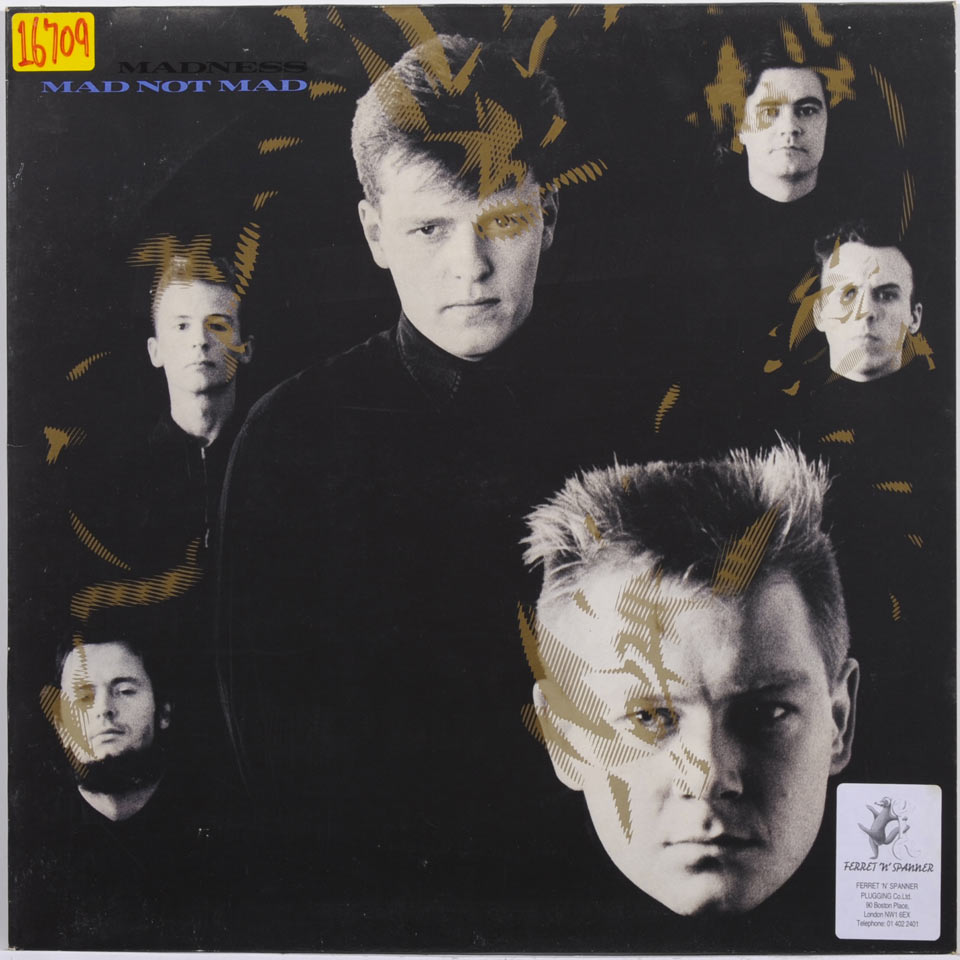 16709
MADNESS
MAD NOT MAD
FERRET 'N' SPANNER
FERRET 'N' SPANNER
PLUGGING Co.Ltd.
90 Boston Place,
London NW1 6EX
Telephone: 01 402 2401